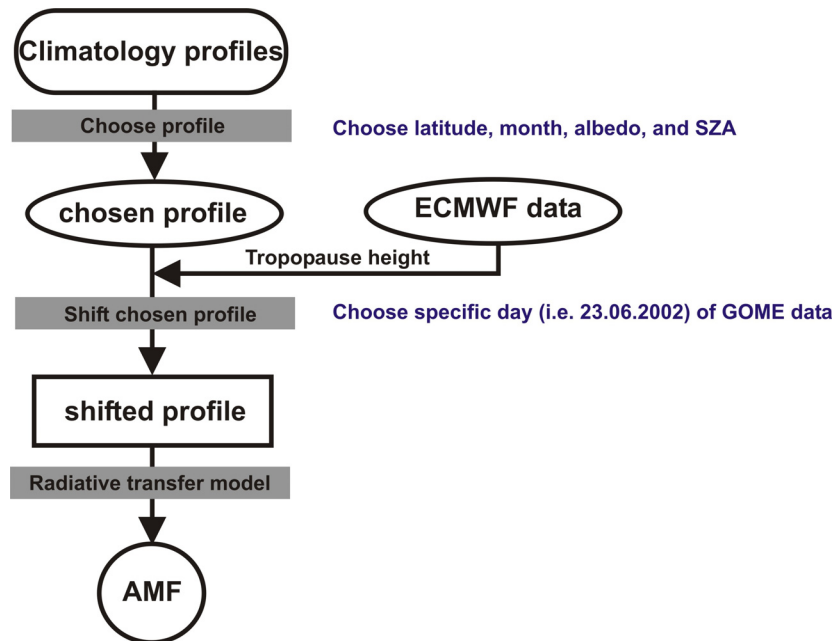 Climatology profiles
Choose profile
Choose latitude, month, albedo, and SZA
chosen profile
ECMWF data
Tropopause height
Shift chosen profile
Choose specific day (i.e. 23.06.2002) of GOME data
shifted profile
Radiative transfer model
AMF